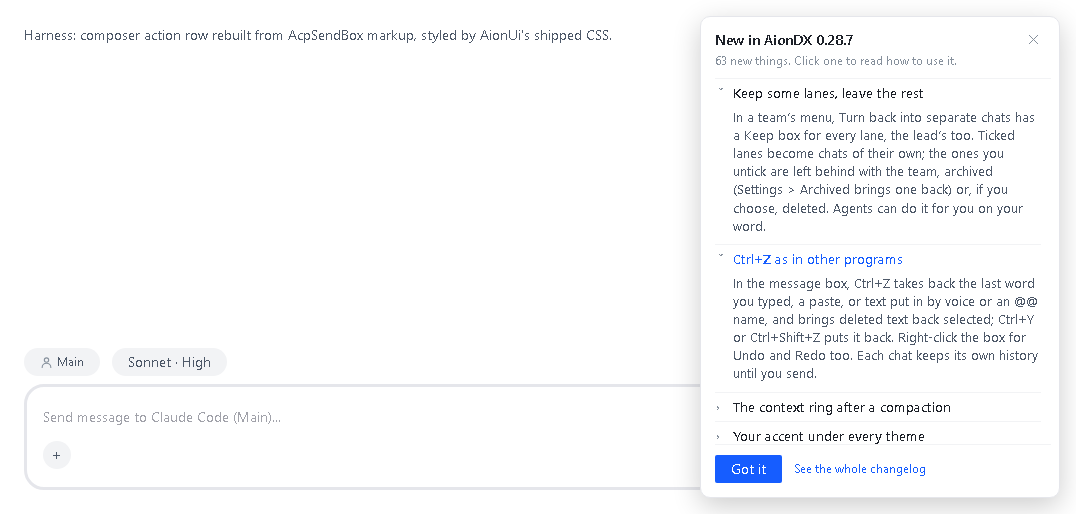 Harness: composer action row rebuilt from AcpSendBox markup, styled by AionUi's shipped CSS.
Main
Sonnet · High
Send message to Claude Code (Main)...
+
New in AionDX 0.28.7
63 new things. Click one to read how to use it.
Keep some lanes, leave the rest
In a team's menu, Turn back into separate chats has
a Keep box for every lane, the lead's too. Ticked
lanes become chats of their own; the ones you
untick are left behind with the team, archived
(Settings > Archived brings one back) or, if you
choose, deleted. Agents can do it for you on your
word.
Ctrl+Z as in other programs
In the message box, Ctrl+Z takes back the last word
you typed, a paste, or text put in by voice or an @@
name, and brings deleted text back selected; Ctrl+Y
or Ctrl+Shift+Z puts it back. Right-click the box for
Undo and Redo too. Each chat keeps its own history
until you send.
The context ring after a compaction
Your accent under every theme
Got it
See the whole changelog